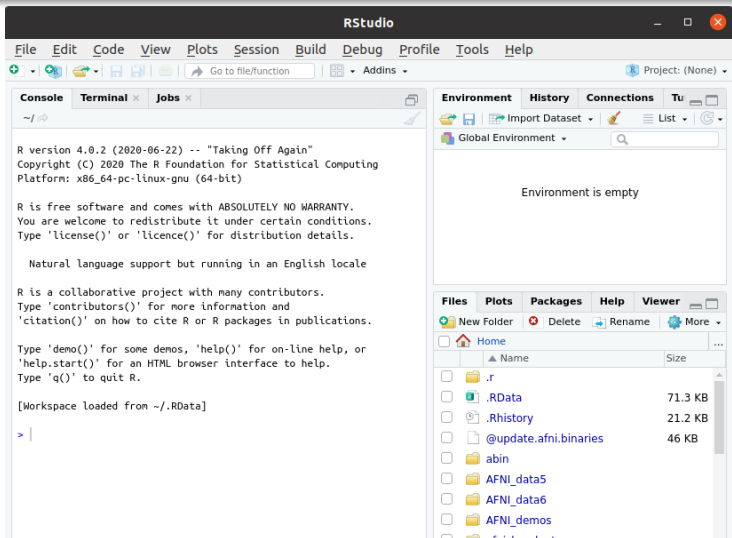 RStudio
File Edit Code View Plots Session Build Debug Profile Tools Help
Go to file/function Addins Project: (None)
Console Terminal Jobs
~/
R version 4.0.2 (2020-06-22) -- "Taking Off Again"
Copyright (C) 2020 The R Foundation for Statistical Computing
Platform: x86_64-pc-linux-gnu (64-bit)
R is free software and comes with ABSOLUTELY NO WARRANTY.
You are welcome to redistribute it under certain conditions.
Type 'license()' or 'licence()' for distribution details.
Natural language support but running in an English locale
R is a collaborative project with many contributors.
Type 'contributors()' for more information and
'citation()' on how to cite R or R packages in publications.
Type 'demo()' for some demos, 'help()' for on-line help, or
'help.start()' for an HTML browser interface to help.
Type 'q()' to quit R.
[Workspace loaded from ~/.RData]
>
Environment History Connections Tu
Import Dataset List
Global Environment
Environment is empty
Files Plots Packages Help Viewer
New Folder Delete Rename More
Home ...
Name Size
.r
.RData 71.3 KB
.Rhistory 21.2 KB
@update.afni.binaries 46 KB
abin
AFNI_data5
AFNI_data6
AFNI_demos